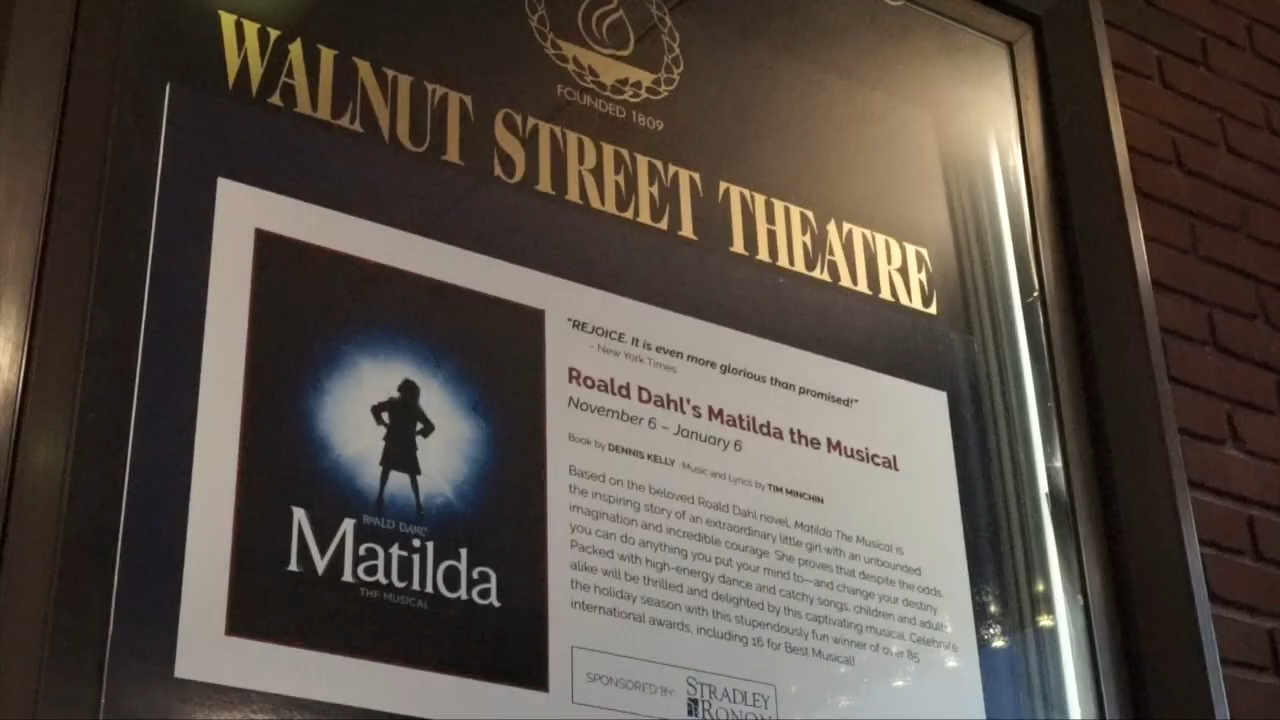 FOUNDED 1809
WALNUT STREET THEATRE
"REJOICE. It is even more glorious than promised!"
- New York Times
Roald Dahl's Matilda the Musical
November 6 – January 6
Book by DENNIS KELLY Music and Lyrics by TIM MINCHIN
Based on the beloved Roald Dahl novel, Matilda The Musical is
the inspiring story of an extraordinary little girl with an unbounded
imagination and incredible courage. She proves that despite the odds,
you can do anything you put your mind to—and change your destiny.
Packed with high-energy dance and catchy songs, children and adults
alike will be thrilled and delighted by this captivating musical. Celebrate
the holiday season with this stupendously fun winner of over 85
international awards, including 16 for Best Musical!
ROALD DAHL'S
Matilda
THE MUSICAL
SPONSORED BY:
STRADLEY
RONON